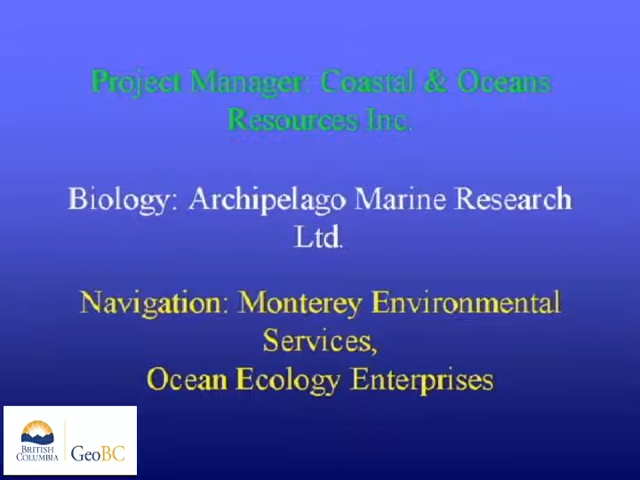 Project Manager: Coastal & Oceans
Resources Inc.
Biology: Archipelago Marine Research
Ltd.
Navigation: Monterey Environmental
Services,
Ocean Ecology Enterprises
BRITISH
COLUMBIA
GeoBC